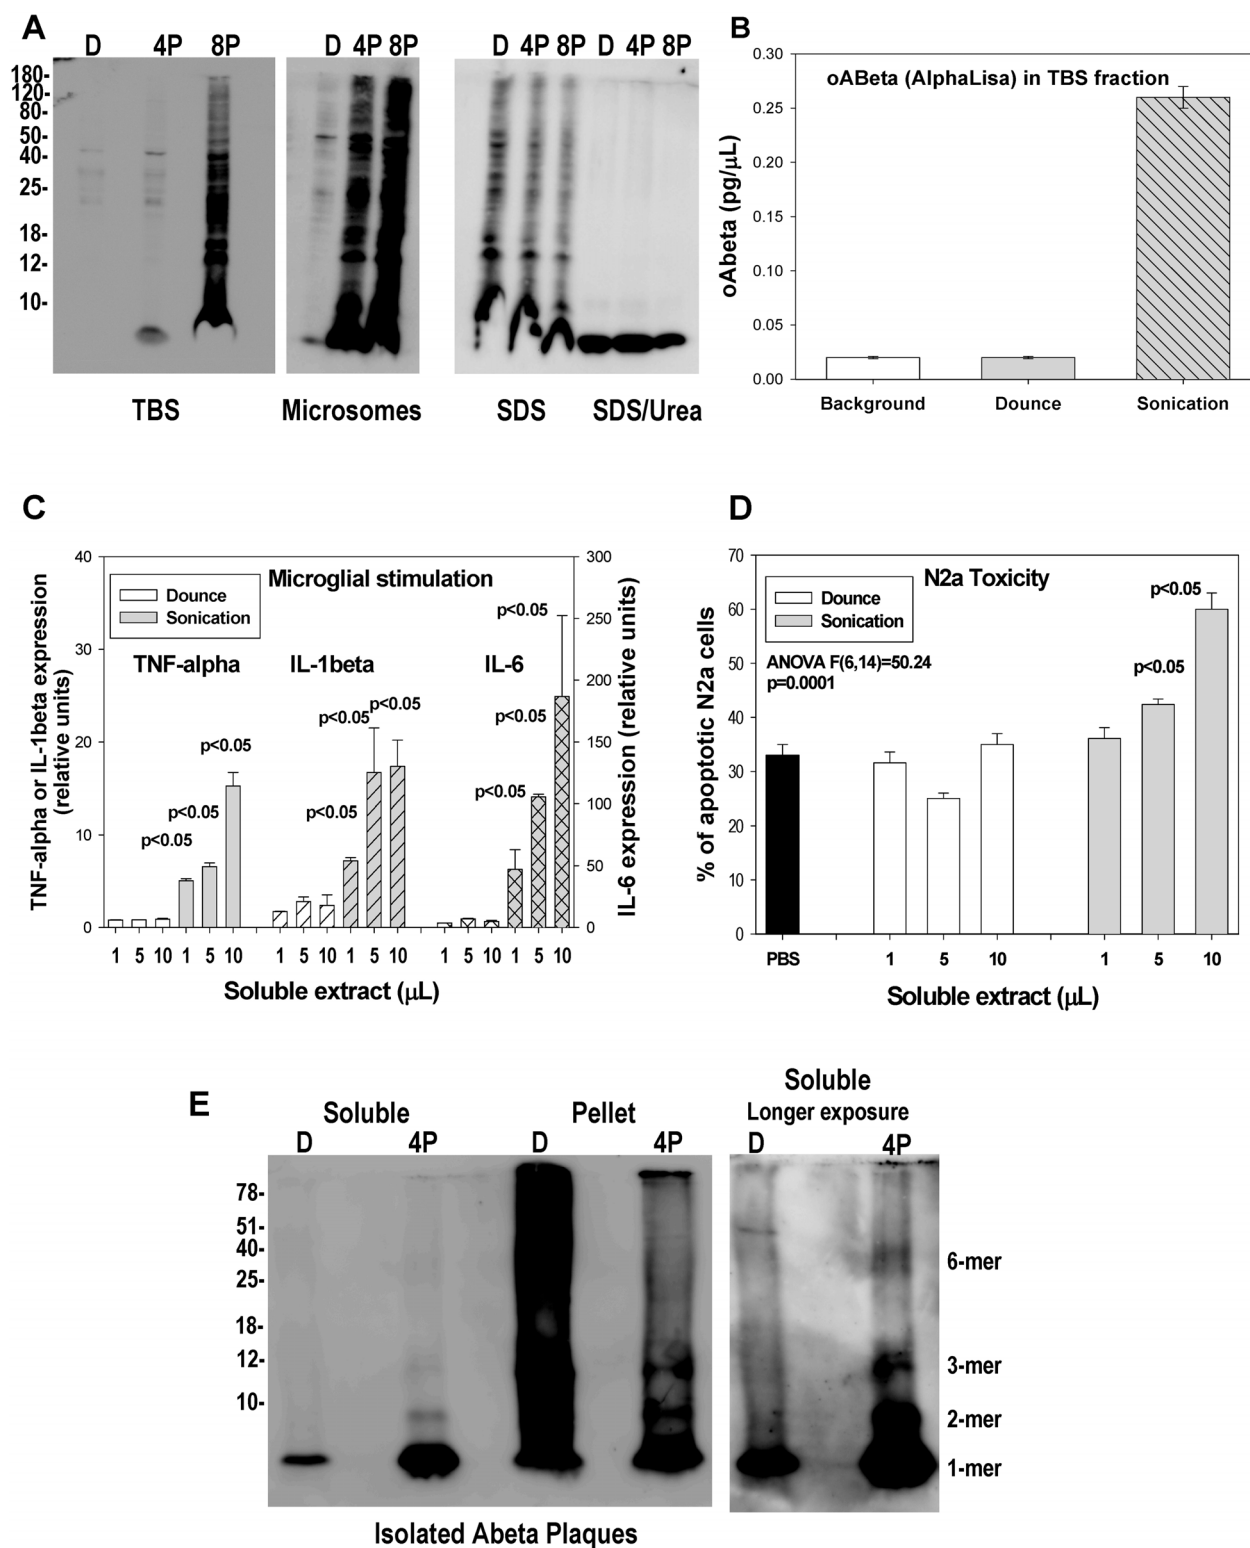 A
D 4P 8P
D 4P 8P
D 4P 8P D 4P 8P
180-
120-
80-
50-
40-
25-
18-
12-
10-
TBS
Microsomes
SDS
SDS/Urea
B
oABeta (AlphaLisa) in TBS fraction
oAbeta (pg/μL)
0.30
0.25
0.20
0.15
0.10
0.05
0.00
Background
Dounce
Sonication
C
Microglial stimulation
Dounce
Sonication
TNF-alpha or IL-1beta expression
(relative units)
40
30
20
10
0
TNF-alpha
IL-1beta
IL-6
p<0.05
p<0.05
p<0.05
p<0.05
p<0.05
p<0.05
p<0.05
p<0.05
p<0.05
IL-6 expression (relative units)
300
250
200
150
100
50
0
1 5 10 1 5 10 1 5 10 1 5 10 1 5 10 1 5 10
Soluble extract (μL)
D
N2a Toxicity
Dounce
Sonication
ANOVA F(6,14)=50.24
p=0.0001
p<0.05
p<0.05
% of apoptotic N2a cells
70
60
50
40
30
20
10
0
PBS 1 5 10 1 5 10
Soluble extract (μL)
E
Soluble
D 4P
Pellet
D 4P
Soluble
Longer exposure
D 4P
78-
51-
40-
25-
18-
12-
10-
6-mer
3-mer
2-mer
1-mer
Isolated Abeta Plaques